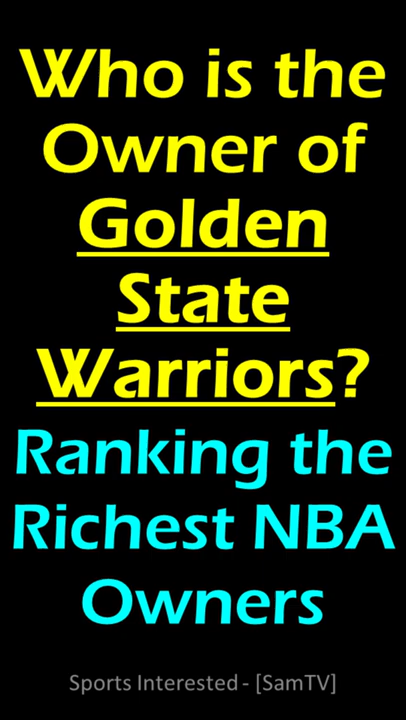 Who is the
Owner of
Golden
State
Warriors?
Ranking the
Richest NBA
Owners
Sports Interested - [SamTV]